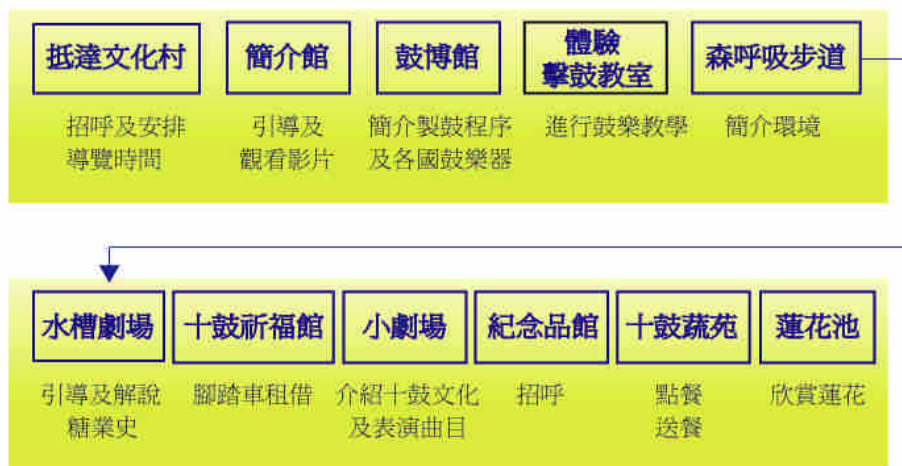 抵達文化村 簡介館 鼓博館 體驗 森呼吸步道
擊鼓教室
招呼及安排 引導及 簡介製鼓程序 進行鼓樂教學 簡介環境
導覽時間 觀看影片 及各國鼓樂器
水槽劇場 十鼓祈福館 小劇場 紀念品館 十鼓蔬苑 蓮花池
引導及解說 腳踏車租借 介紹十鼓文化 招呼 點餐 欣賞蓮花
糖業史 及表演曲目 送餐